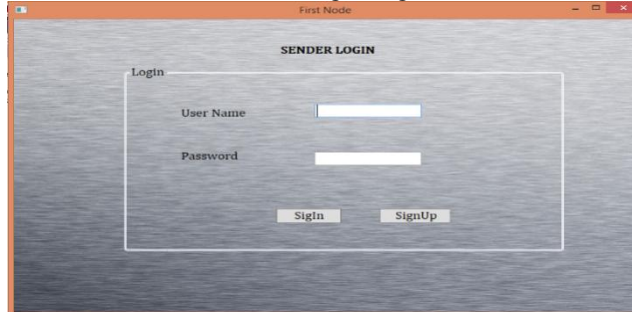 First Node
SENDER LOGIN
Login
User Name
Password
SigIn SignUp